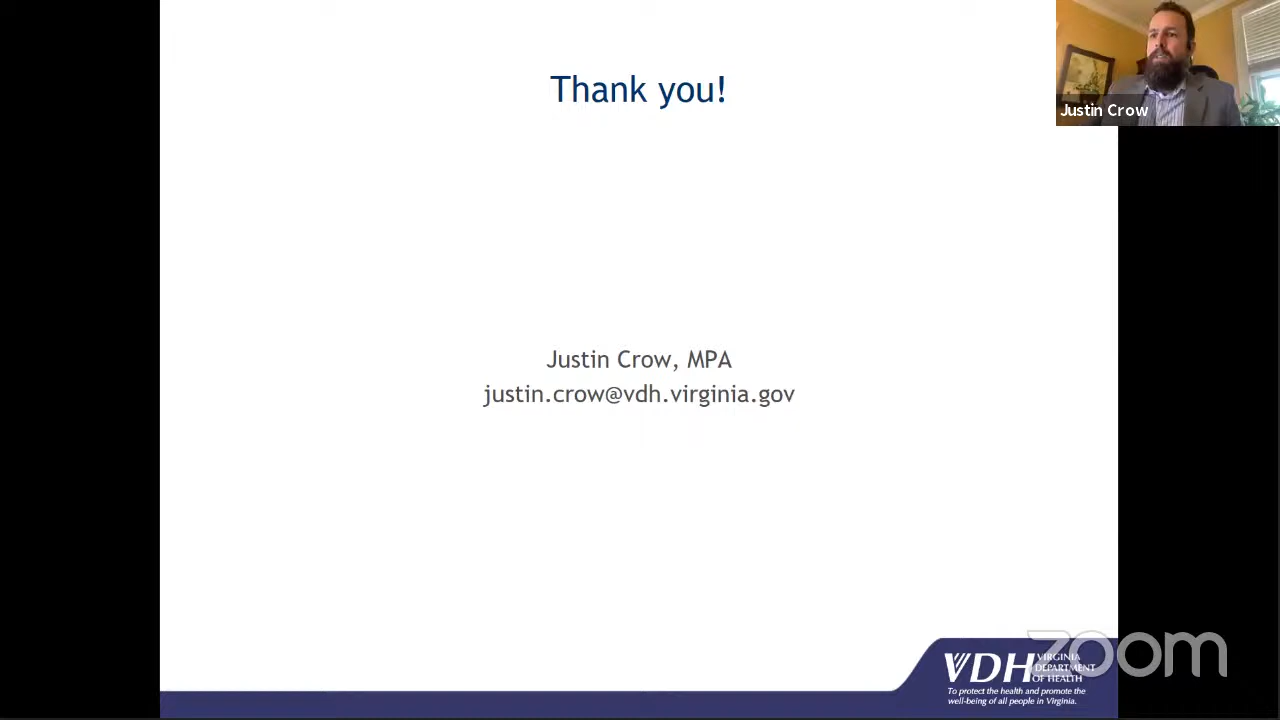 Thank you!
Justin Crow
Justin Crow, MPA
justin.crow@vdh.virginia.gov
zoom
VDH VIRGINIA
DEPARTMENT
OF HEALTH
To protect the health and promote the
well-being of all people in Virginia.